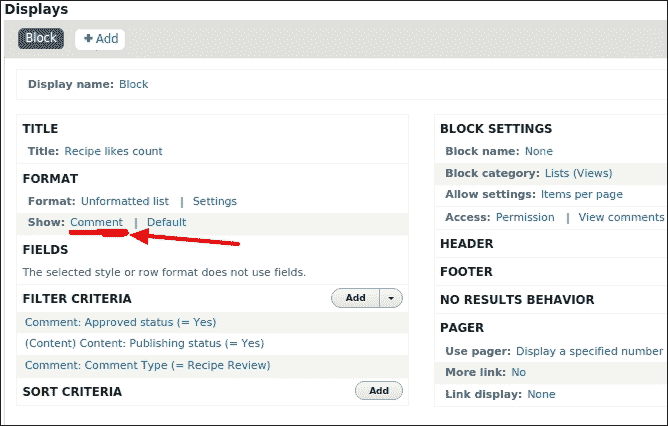 Displays
Block
+ Add
Display name: Block
TITLE
Title: Recipe likes count
FORMAT
Format: Unformatted list | Settings
Show: Comment | Default
FIELDS
The selected style or row format does not use fields.
FILTER CRITERIA
Add
Comment: Approved status (= Yes)
(Content) Content: Publishing status (= Yes)
Comment: Comment Type (= Recipe Review)
SORT CRITERIA
Add
BLOCK SETTINGS
Block name: None
Block category: Lists (Views)
Allow settings: Items per page
Access: Permission | View comments
HEADER
FOOTER
NO RESULTS BEHAVIOR
PAGER
Use pager: Display a specified number
More link: No
Link display: None